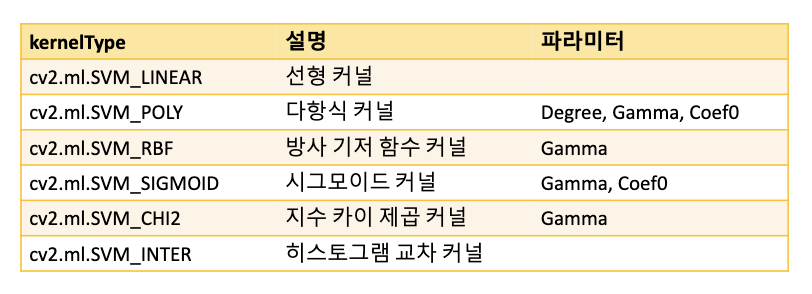 kernelType 설명 파라미터
cv2.ml.SVM_LINEAR 선형 커널
cv2.ml.SVM_POLY 다항식 커널 Degree, Gamma, Coef0
cv2.ml.SVM_RBF 방사 기저 함수 커널 Gamma
cv2.ml.SVM_SIGMOID 시그모이드 커널 Gamma, Coef0
cv2.ml.SVM_CHI2 지수 카이 제곱 커널 Gamma
cv2.ml.SVM_INTER 히스토그램 교차 커널